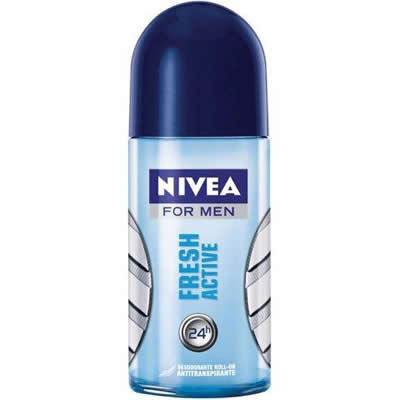 NIVEA
FOR MEN
FRESH
ACTIVE
24h
DESODORANTE ROLL-ON
ANTITRANSPIRANTE